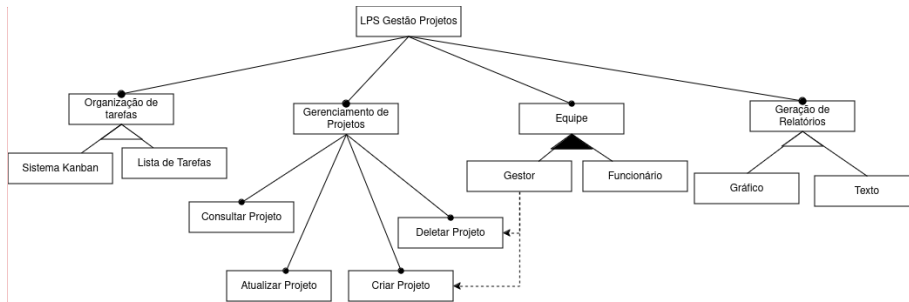 LPS Gestão Projetos
Organização de
tarefas
Gerenciamento de
Projetos
Equipe
Geração de
Relatórios
Sistema Kanban
Lista de Tarefas
Gestor
Funcionário
Gráfico
Texto
Consultar Projeto
Deletar Projeto
Atualizar Projeto
Criar Projeto